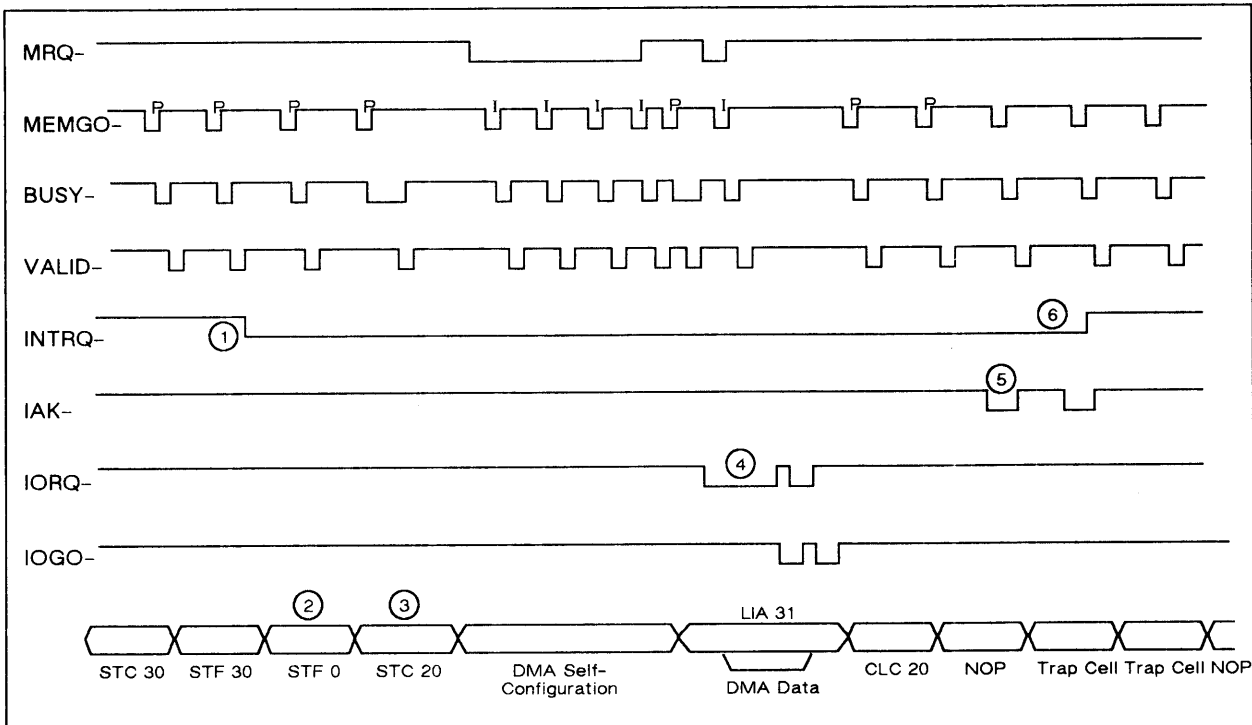 MRQ-
P P P P I I I I P I P P
MEMGO-
BUSY-
VALID-
1 6
INTRQ-
5
IAK-
4
IORQ-
IOGO-
2 3 LIA 31
STC 30 STF 30 STF 0 STC 20 DMA Self- CLC 20 NOP Trap Cell Trap Cell NOP
Configuration DMA Data